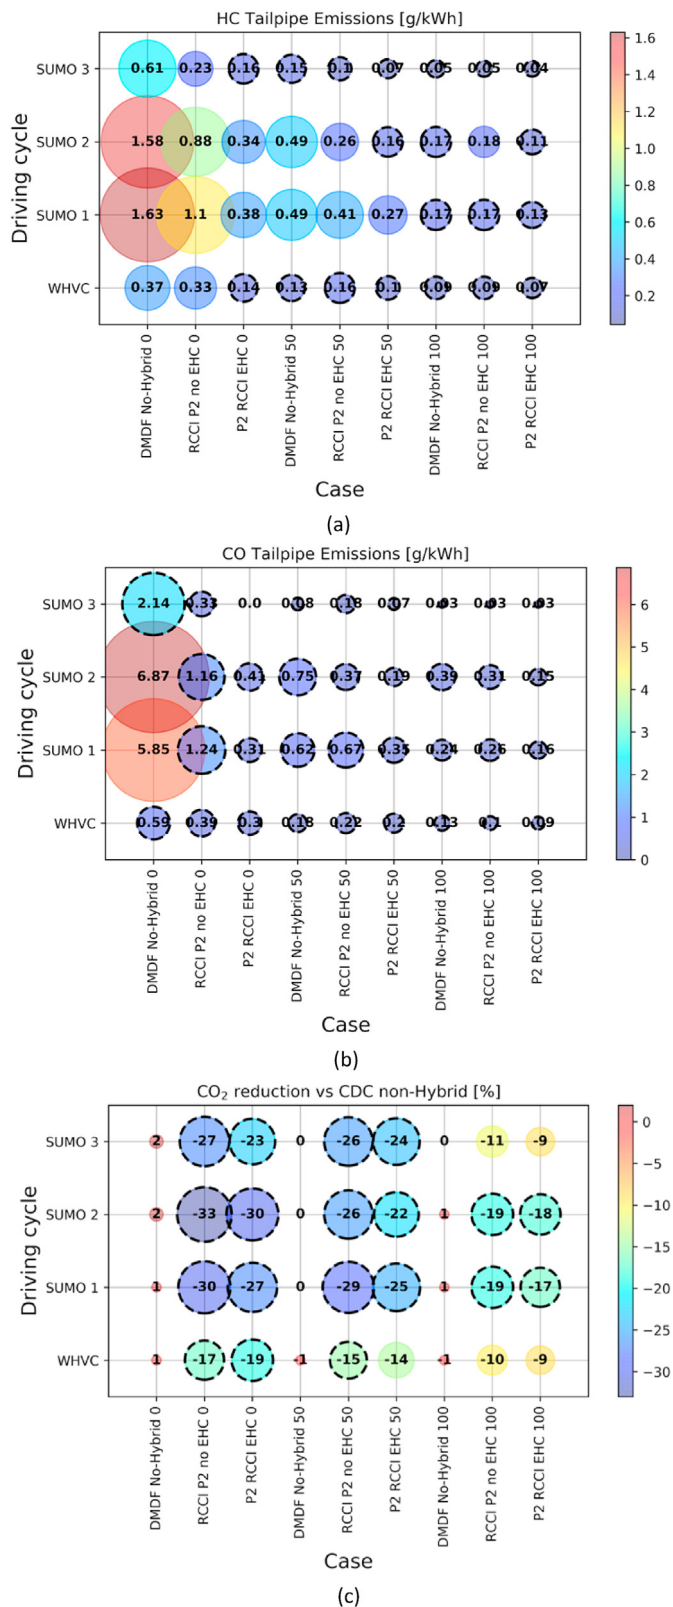 HC Tailpipe Emissions [g/kWh]
SUMO 3 0.61 0.23 0.16 0.15 0.1 0.07 0.05 0.05 0.04
SUMO 2 1.58 0.88 0.34 0.49 0.26 0.16 0.17 0.18 0.11
SUMO 1 1.63 1.1 0.38 0.49 0.41 0.27 0.17 0.17 0.13
WHVC 0.37 0.33 0.14 0.13 0.16 0.1 0.09 0.09 0.07
Driving cycle
1.6
1.4
1.2
1.0
0.8
0.6
0.4
0.2
DMDF No-Hybrid 0
RCCI P2 no EHC 0
P2 RCCI EHC 0
DMDF No-Hybrid 50
RCCI P2 no EHC 50
P2 RCCI EHC 50
DMDF No-Hybrid 100
RCCI P2 no EHC 100
P2 RCCI EHC 100
Case
(a)
CO Tailpipe Emissions [g/kWh]
SUMO 3 2.14 0.33 0.0 0.08 0.18 0.07 0.03 0.03 0.03
SUMO 2 6.87 1.16 0.41 0.75 0.37 0.19 0.39 0.31 0.15
SUMO 1 5.85 1.24 0.31 0.62 0.67 0.35 0.24 0.26 0.16
WHVC 0.59 0.39 0.3 0.18 0.22 0.2 0.13 0.1 0.09
Driving cycle
6
5
4
3
2
1
0
DMDF No-Hybrid 0
RCCI P2 no EHC 0
P2 RCCI EHC 0
DMDF No-Hybrid 50
RCCI P2 no EHC 50
P2 RCCI EHC 50
DMDF No-Hybrid 100
RCCI P2 no EHC 100
P2 RCCI EHC 100
Case
(b)
CO₂ reduction vs CDC non-Hybrid [%]
SUMO 3 2 -27 -23 0 -26 -24 0 -11 -9
SUMO 2 2 -33 -30 0 -26 -22 1 -19 -18
SUMO 1 1 -30 -27 0 -29 -25 1 -19 -17
WHVC 1 -17 -19 -1 -15 -14 -1 -10 -9
Driving cycle
0
−5
−10
−15
−20
−25
−30
DMDF No-Hybrid 0
RCCI P2 no EHC 0
P2 RCCI EHC 0
DMDF No-Hybrid 50
RCCI P2 no EHC 50
P2 RCCI EHC 50
DMDF No-Hybrid 100
RCCI P2 no EHC 100
P2 RCCI EHC 100
Case
(c)